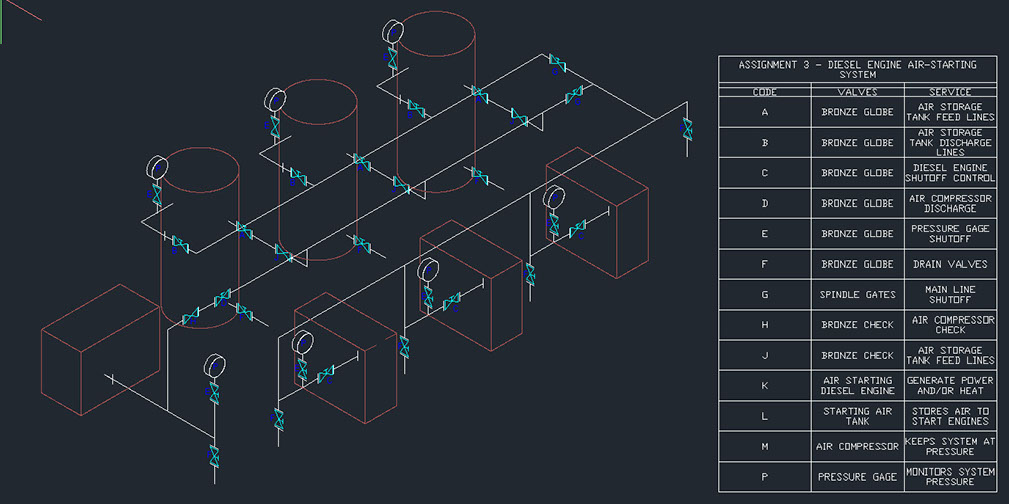 ASSIGNMENT 3 - DIESEL ENGINE AIR-STARTING
SYSTEM
CODE VALVES SERVICE
A BRONZE GLOBE AIR STORAGE
TANK FEED LINES
B BRONZE GLOBE AIR STORAGE
TANK DISCHARGE
LINES
C BRONZE GLOBE DIESEL ENGINE
SHUTOFF CONTROL
D BRONZE GLOBE AIR COMPRESSOR
DISCHARGE
E BRONZE GLOBE PRESSURE GAGE
SHUTOFF
F BRONZE GLOBE DRAIN VALVES
G SPINDLE GATES MAIN LINE
SHUTOFF
H BRONZE CHECK AIR COMPRESSOR
CHECK
J BRONZE CHECK AIR STORAGE
TANK FEED LINES
K AIR STARTING GENERATE POWER
DIESEL ENGINE AND/OR HEAT
L STARTING AIR STORES AIR TO
TANK START ENGINES
M AIR COMPRESSOR KEEPS SYSTEM AT
PRESSURE
P PRESSURE GAGE MONITORS SYSTEM
PRESSURE